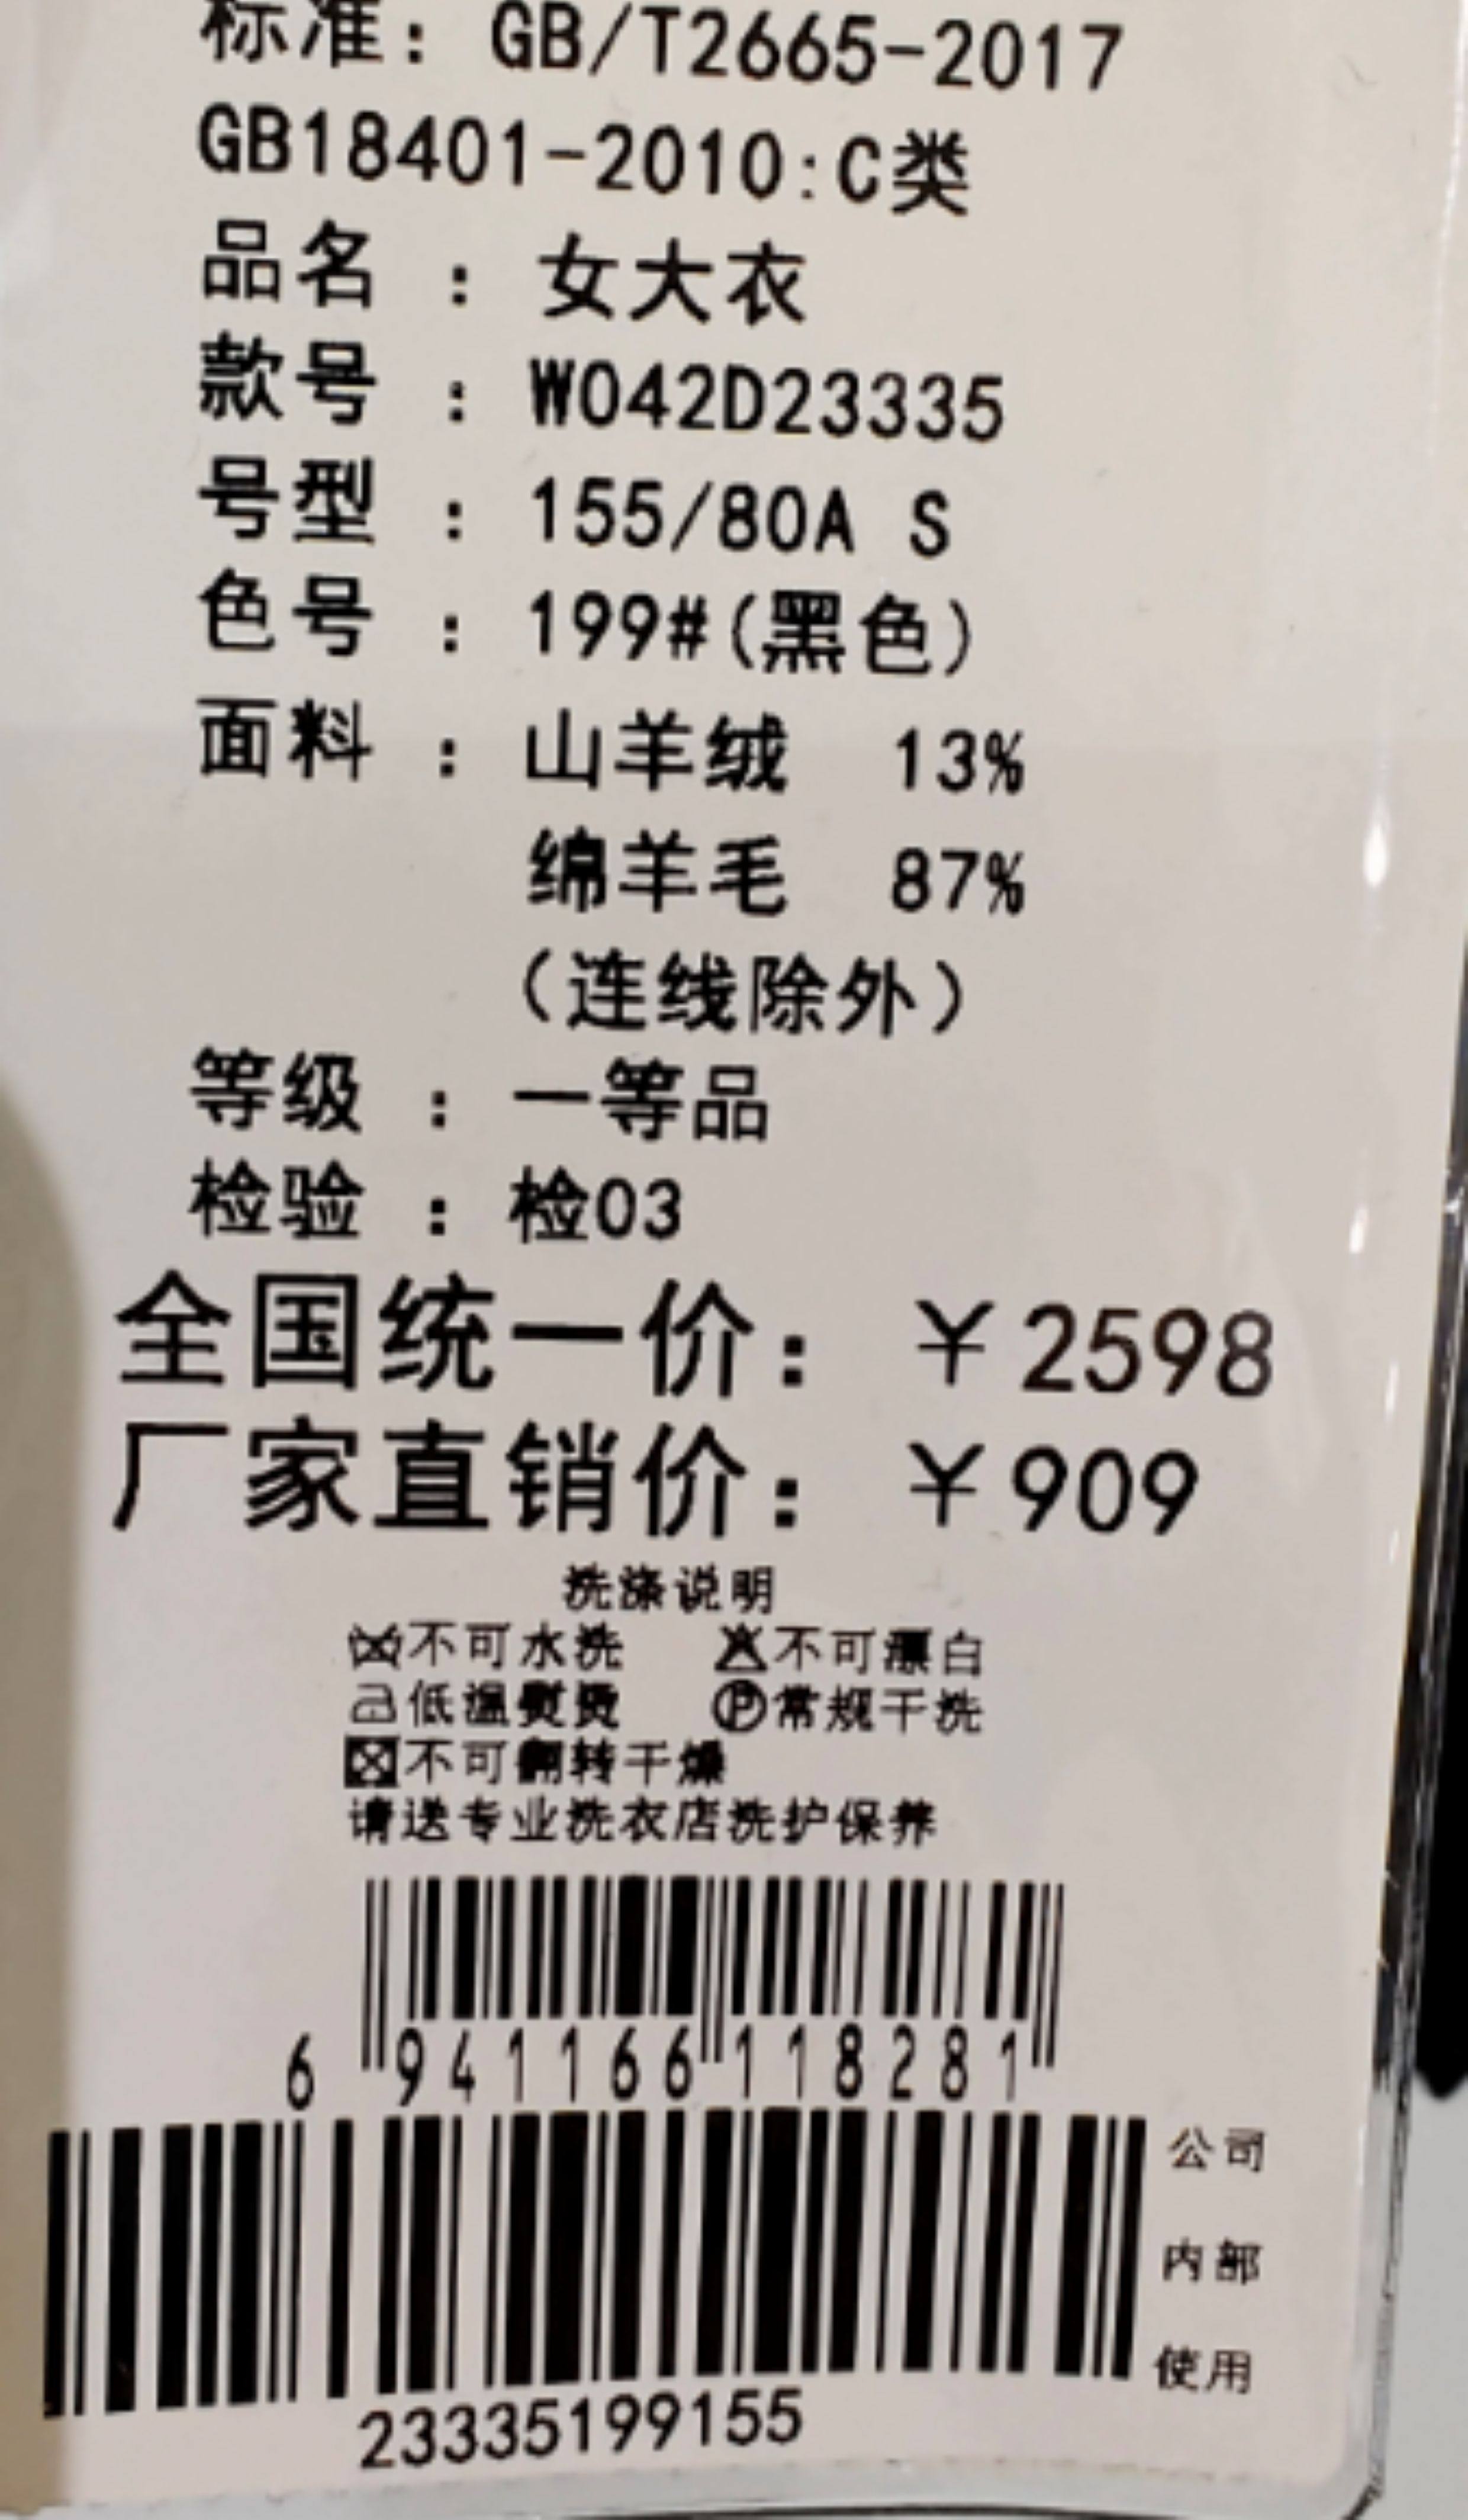 标准：GB/T2665-2017
GB18401-2010:C类
品名 ：女大衣
款号 ：W042D23335
号型 ：155/80A S
色号 ：199#(黑色)
面料 ：山羊绒 13%
绵羊毛 87%
（连线除外）
等级 ：一等品
检验 ：检03
全国统一价：￥2598
厂家直销价：￥909
洗涤说明
不可水洗 不可漂白
低温熨烫 Ⓟ常规干洗
不可翻转干燥
请送专业洗衣店洗护保养
6 941166 118281
公司
内部
使用
23335199155